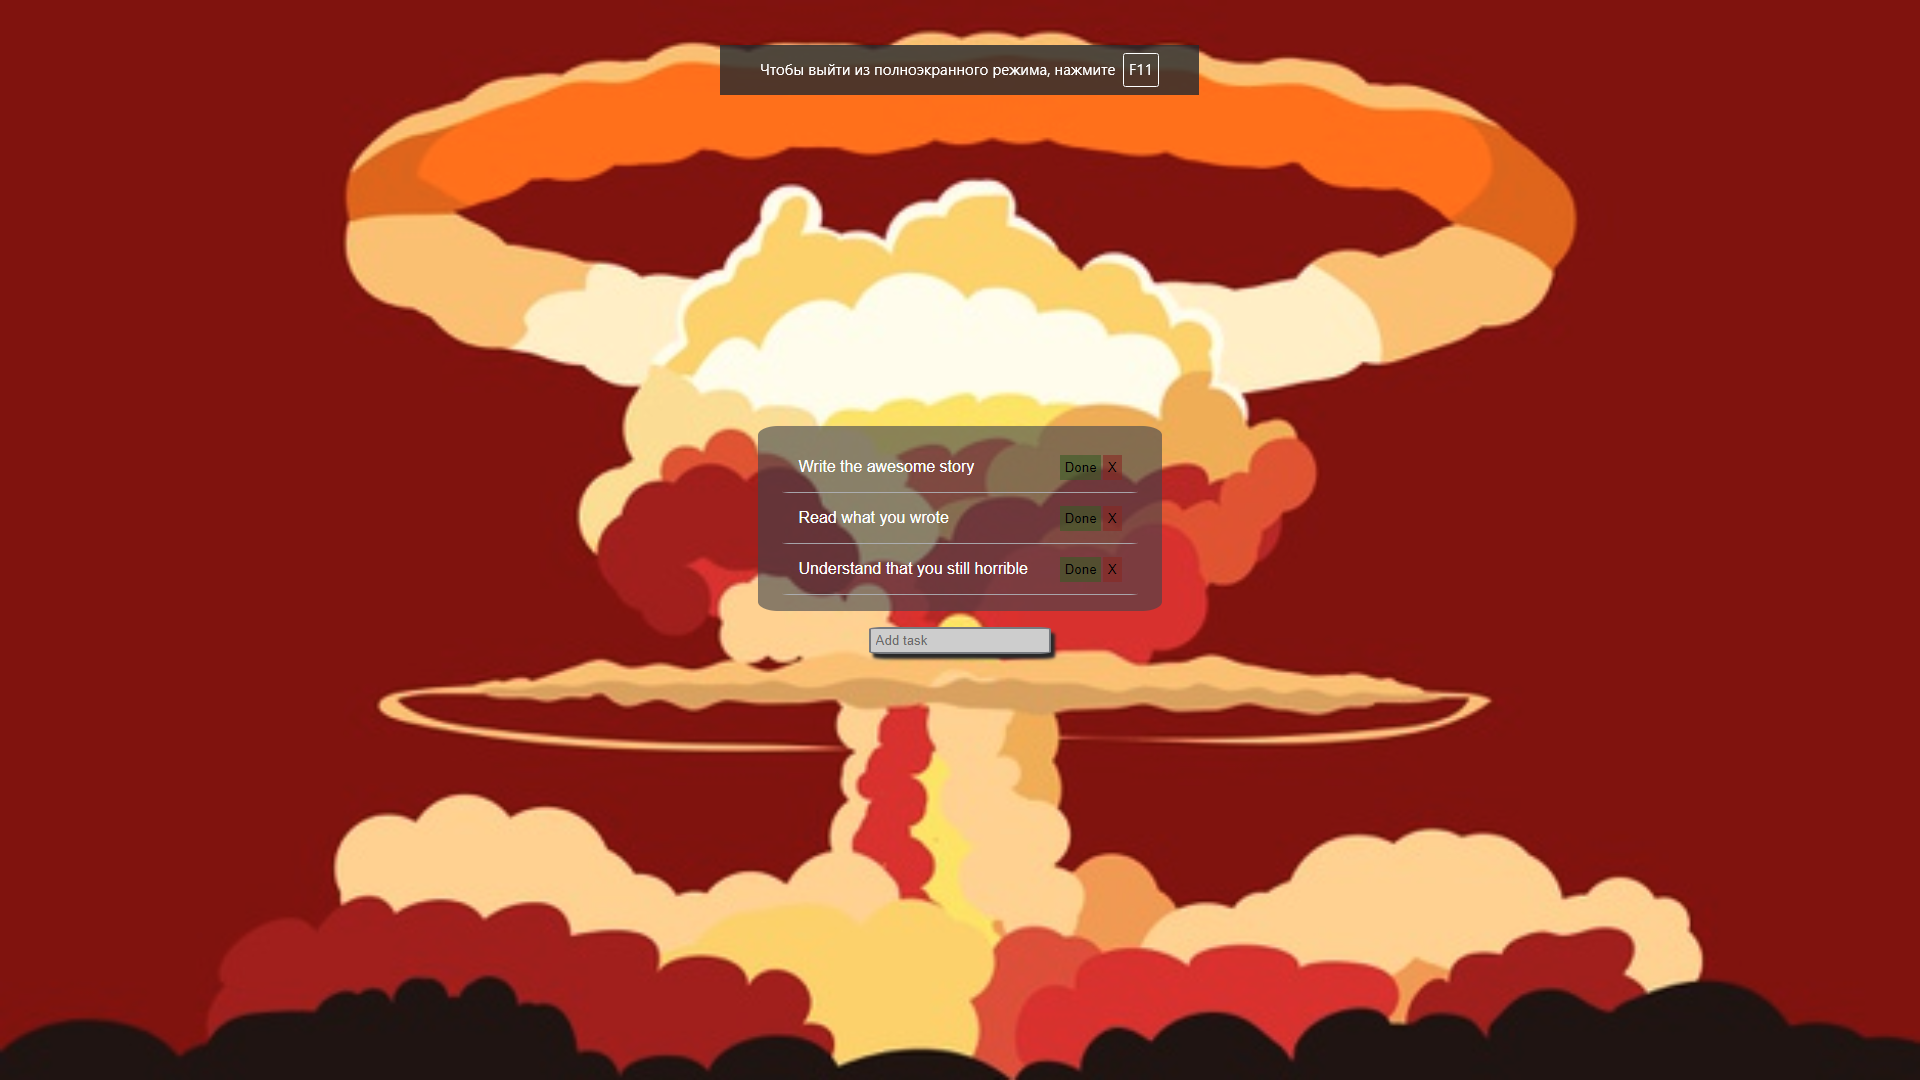 Чтобы выйти из полноэкранного режима, нажмите F11
Write the awesome story Done X
Read what you wrote Done X
Understand that you still horrible Done X
Add task